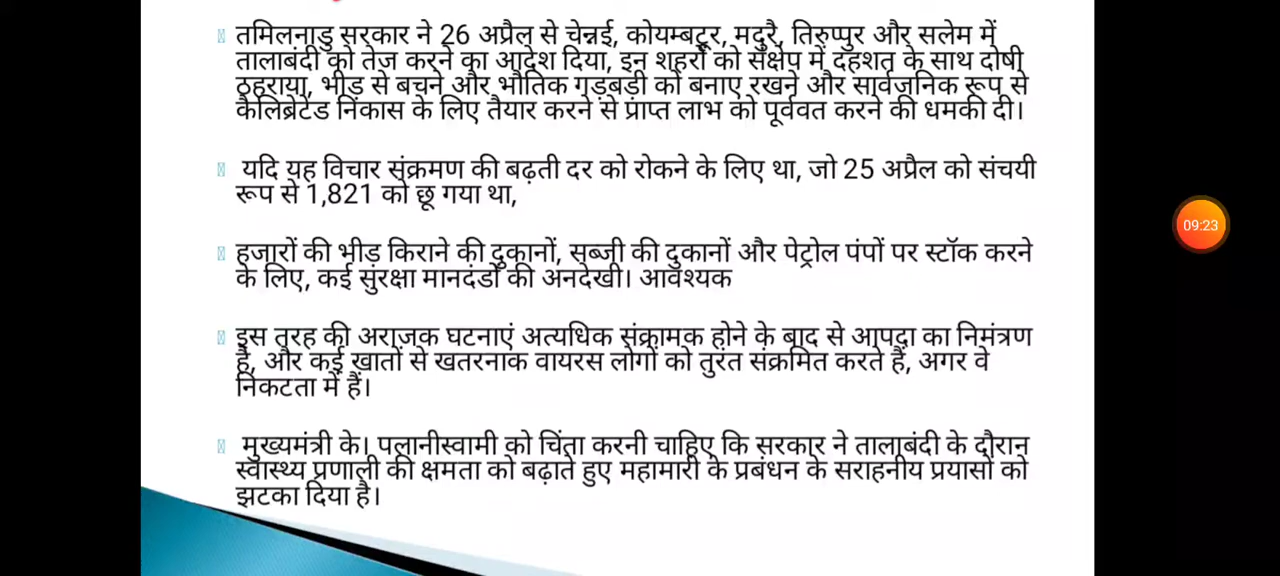 तमिलनाडु सरकार ने 26 अप्रैल से चेन्नई, कोयम्बटूर, मदुरै, तिरुप्पुर और सलेम में
तालाबंदी को तेज करने का आदेश दिया, इन शहरों को संक्षेप में दहशत के साथ दोषी
ठहराया, भीड़ से बचने और भौतिक गड़बड़ी को बनाए रखने और सार्वजनिक रूप से
कैलिब्रेटेड निकास के लिए तैयार करने से प्राप्त लाभ को पूर्ववत करने की धमकी दी।
यदि यह विचार संक्रमण की बढ़ती दर को रोकने के लिए था, जो 25 अप्रैल को संचयी
रूप से 1,821 को छू गया था,
हजारों की भीड़ किराने की दुकानों, सब्जी की दुकानों और पेट्रोल पंपों पर स्टॉक करने
के लिए, कई सुरक्षा मानदंडों की अनदेखी। आवश्यक
इस तरह की अराजक घटनाएं अत्यधिक संक्रामक होने के बाद से आपदा का निमंत्रण
है, और कई खातों से खतरनाक वायरस लोगों को तुरंत संक्रमित करते हैं, अगर वे
निकटता में हैं।
मुख्यमंत्री के। पलानीस्वामी को चिंता करनी चाहिए कि सरकार ने तालाबंदी के दौरान
स्वास्थ्य प्रणाली की क्षमता को बढ़ाते हुए महामारी के प्रबंधन के सराहनीय प्रयासों को
झटका दिया है।
09:23